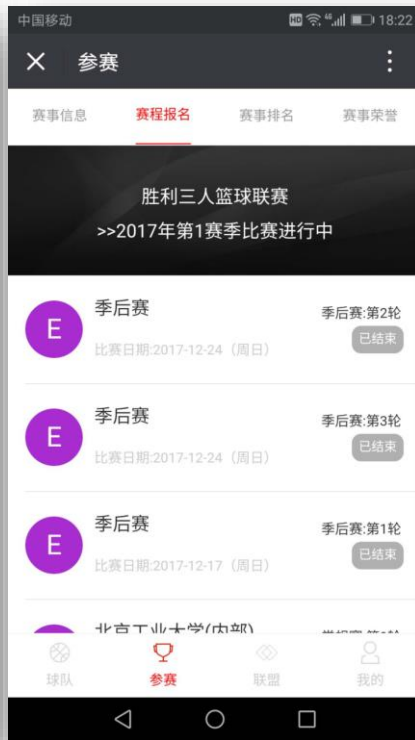 中国移动
HD 46 18:22
× 参赛
赛事信息 赛程报名 赛事排名 赛事荣誉
胜利三人篮球联赛
>>2017年第1赛季比赛进行中
E
季后赛
季后赛:第2轮
比赛日期:2017-12-24（周日）
已结束
E
季后赛
季后赛:第3轮
比赛日期:2017-12-24（周日）
已结束
E
季后赛
季后赛:第1轮
比赛日期:2017-12-17（周日）
已结束
北京工业大学(内部)
球队 参赛 联盟 我的